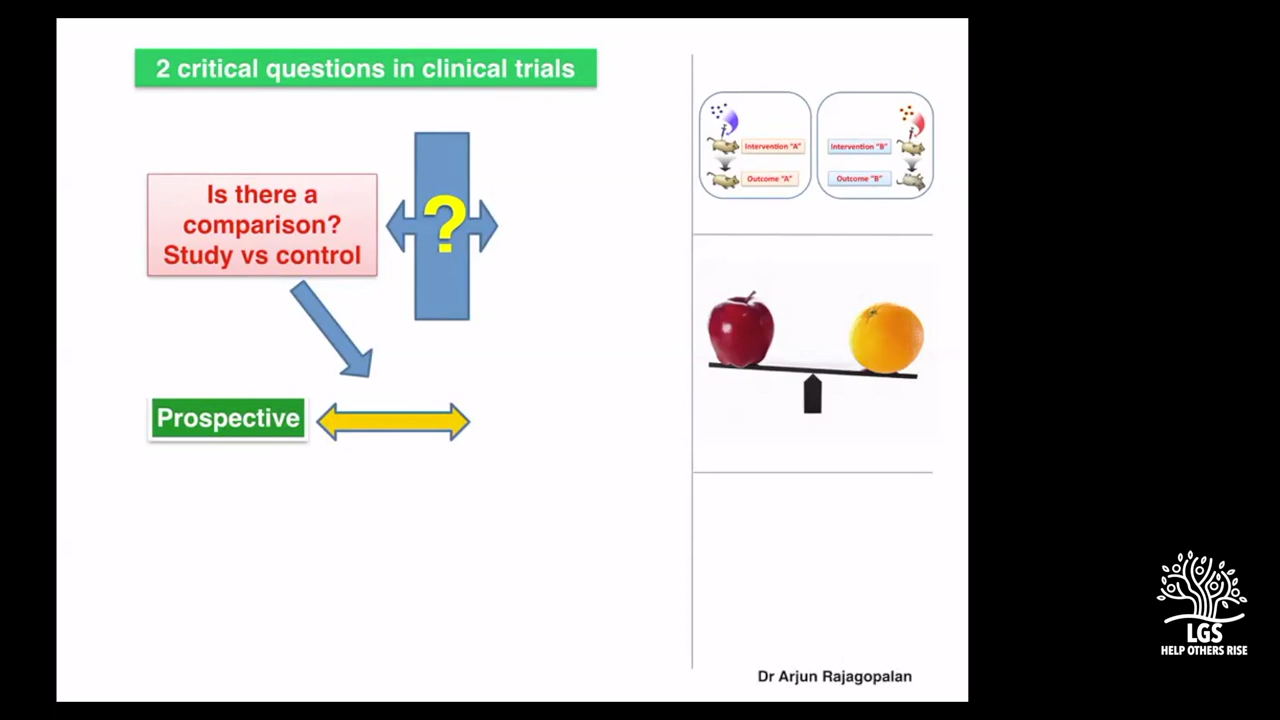 2 critical questions in clinical trials
Is there a
comparison?
Study vs control
?
Prospective
Intervention "A"
Outcome "A"
Intervention "B"
Outcome "B"
Dr Arjun Rajagopalan
LGS
HELP OTHERS RISE